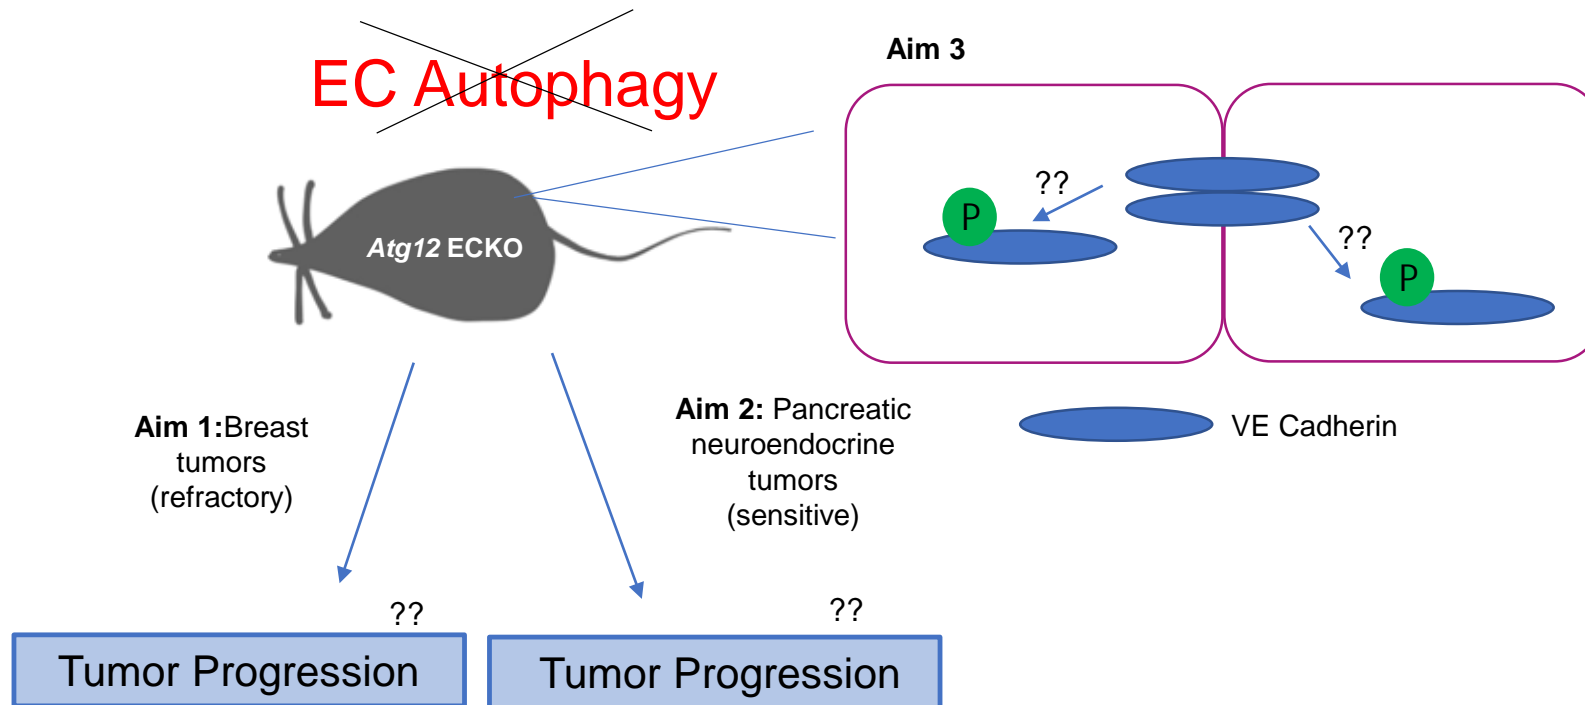 EC Autophagy
Aim 3
??
P
??
P
Atg12 ECKO
Aim 1:Breast
tumors
(refractory)
Aim 2: Pancreatic
neuroendocrine
tumors
(sensitive)
VE Cadherin
??
Tumor Progression
??
Tumor Progression